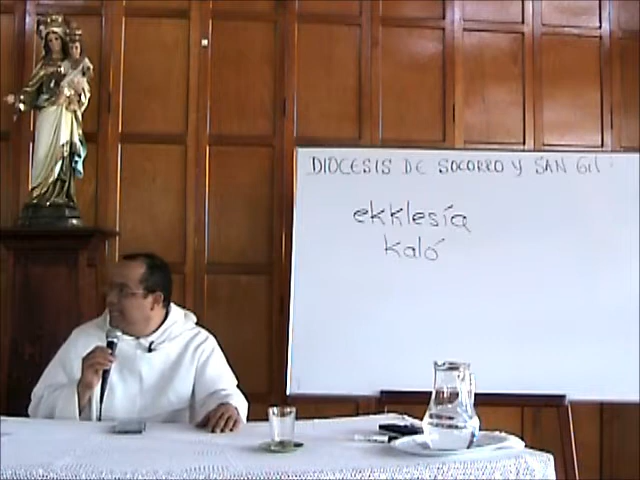 DIOCESIS DE SOCORRO Y SAN Gil.
ekklesía
kaló